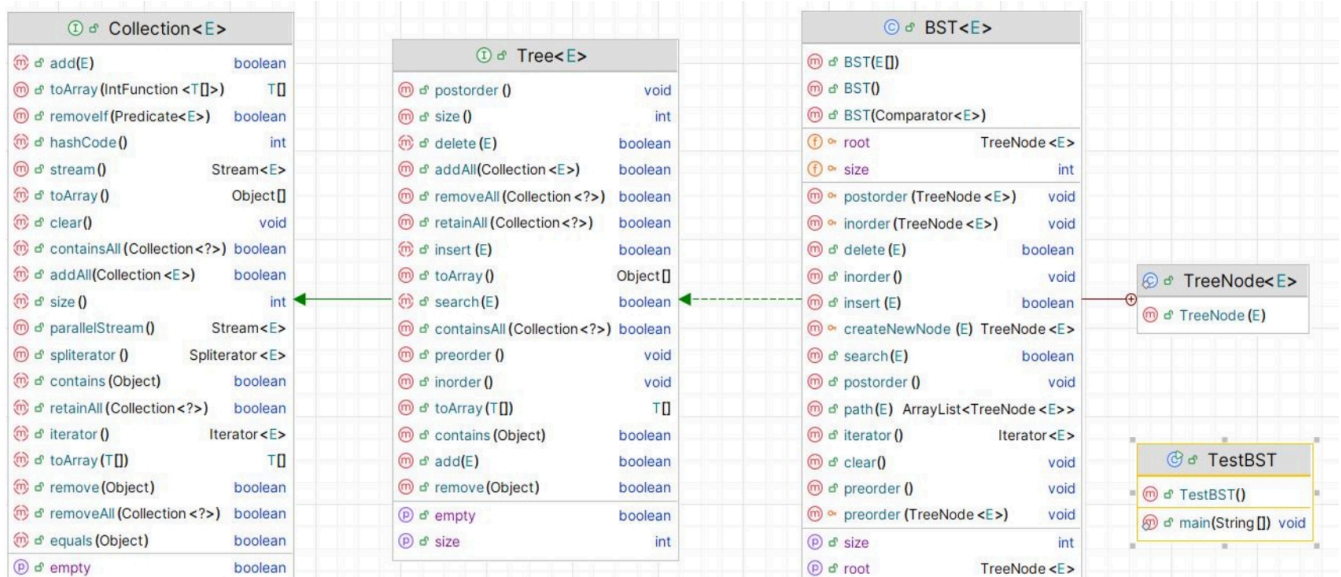 Collection<E>
add(E) boolean
toArray(IntFunction <T[]>) T[]
removeIf(Predicate<E>) boolean
hashCode() int
stream() Stream<E>
toArray() Object[]
clear() void
containsAll(Collection<?>) boolean
addAll(Collection <E>) boolean
size() int
parallelStream() Stream<E>
spliterator() Spliterator <E>
contains (Object) boolean
retainAll (Collection<?>) boolean
iterator() Iterator<E>
toArray(T[]) T[]
remove(Object) boolean
removeAll (Collection <?>) boolean
equals (Object) boolean
empty boolean
Tree<E>
postorder () void
size () int
delete (E) boolean
addAll(Collection <E>) boolean
removeAll (Collection <?>) boolean
retainAll (Collection <?>) boolean
insert (E) boolean
toArray() Object[]
search(E) boolean
containsAll (Collection<?>) boolean
preorder () void
inorder() void
toArray (T[]) T[]
contains (Object) boolean
add(E) boolean
remove(Object) boolean
empty boolean
size int
BST<E>
BST(E[])
BST()
BST(Comparator<E>)
root TreeNode <E>
size int
postorder (TreeNode <E>) void
inorder(TreeNode <E>) void
delete (E) boolean
inorder() void
insert (E) boolean
createNewNode (E) TreeNode <E>
search(E) boolean
postorder () void
path(E) ArrayList<TreeNode <E>>
iterator () Iterator<E>
clear() void
preorder () void
preorder (TreeNode <E>) void
size int
root TreeNode <E>
TreeNode<E>
TreeNode (E)
TestBST
TestBST()
main(String []) void